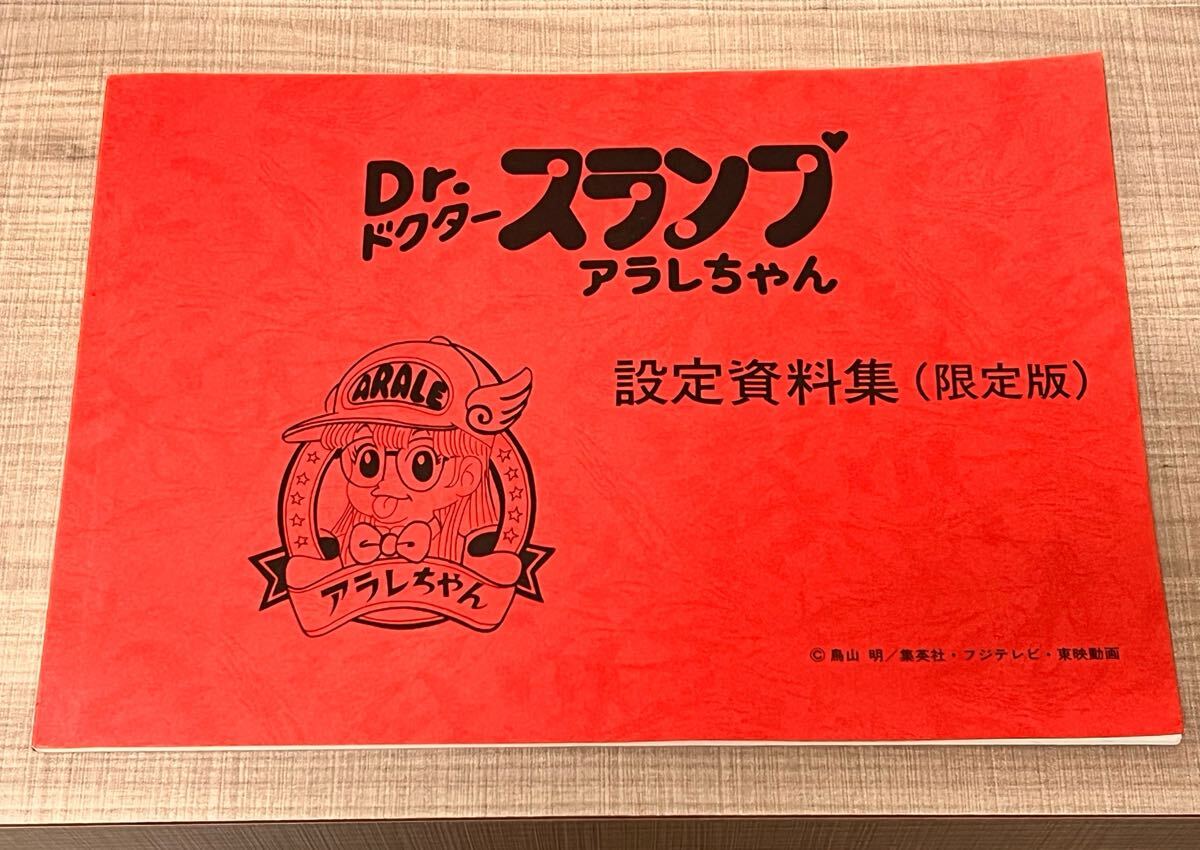 Dr.スランプ
ドクター
アラレちゃん
設定資料集（限定版）
ARALE
アラレちゃん
©鳥山 明／集英社・フジテレビ・東映動画